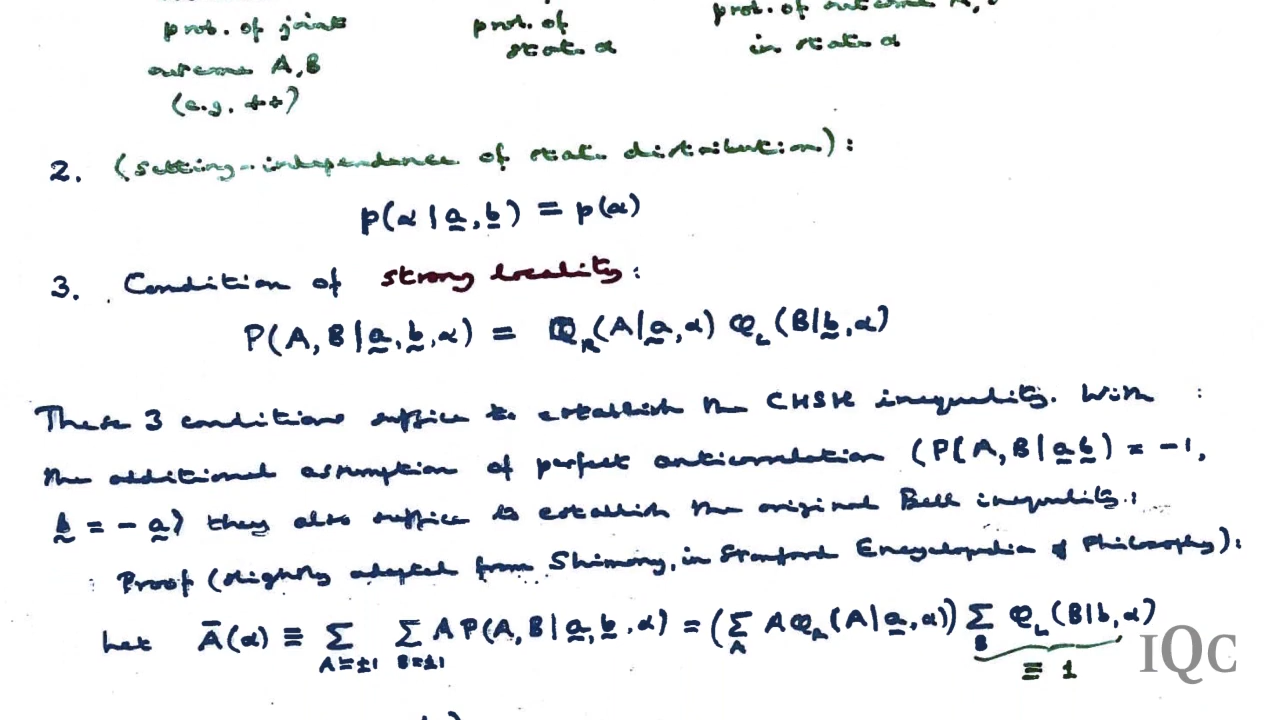 prob. of joint prob. of prob. of outcome A,
outcome A,B state α in state α
(e.g. ++)
2. (setting-independence of state distribution):
p(α|a,b) = p(α)
3. Condition of strong locality:
P(A,B|a,b,α) = Q_R(A|a,α) Q_L(B|b,α)
These 3 conditions suffice to establish the CHSH inequality. With
the additional assumption of perfect anticorrelation (P(A,B|a b) = -1,
b = -a) they also suffice to establish the original Bell inequality:
Proof (slightly adapted from Shimony, in Stanford Encyclopedia of Philosophy):
Let Ā(α) ≡ Σ_{A=±1} Σ_{B=±1} A P(A,B|a,b,α) = (Σ_A A Q_R(A|a,α)) Σ_B Q_L(B|b,α)
≡ 1
IQC